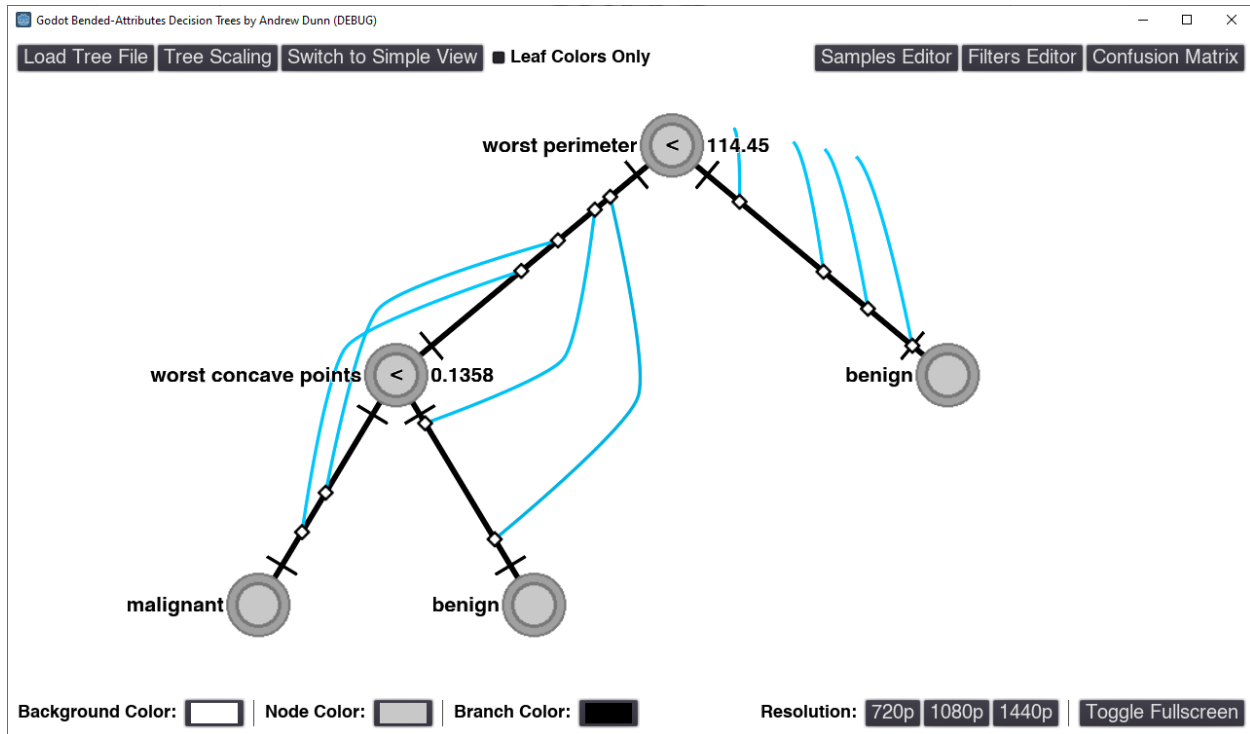 Godot Bended-Attributes Decision Trees by Andrew Dunn (DEBUG)
Load Tree File Tree Scaling Switch to Simple View Leaf Colors Only Samples Editor Filters Editor Confusion Matrix
worst perimeter < 114.45
worst concave points < 0.1358 benign
malignant benign
Background Color: Node Color: Branch Color: Resolution: 720p 1080p 1440p Toggle Fullscreen